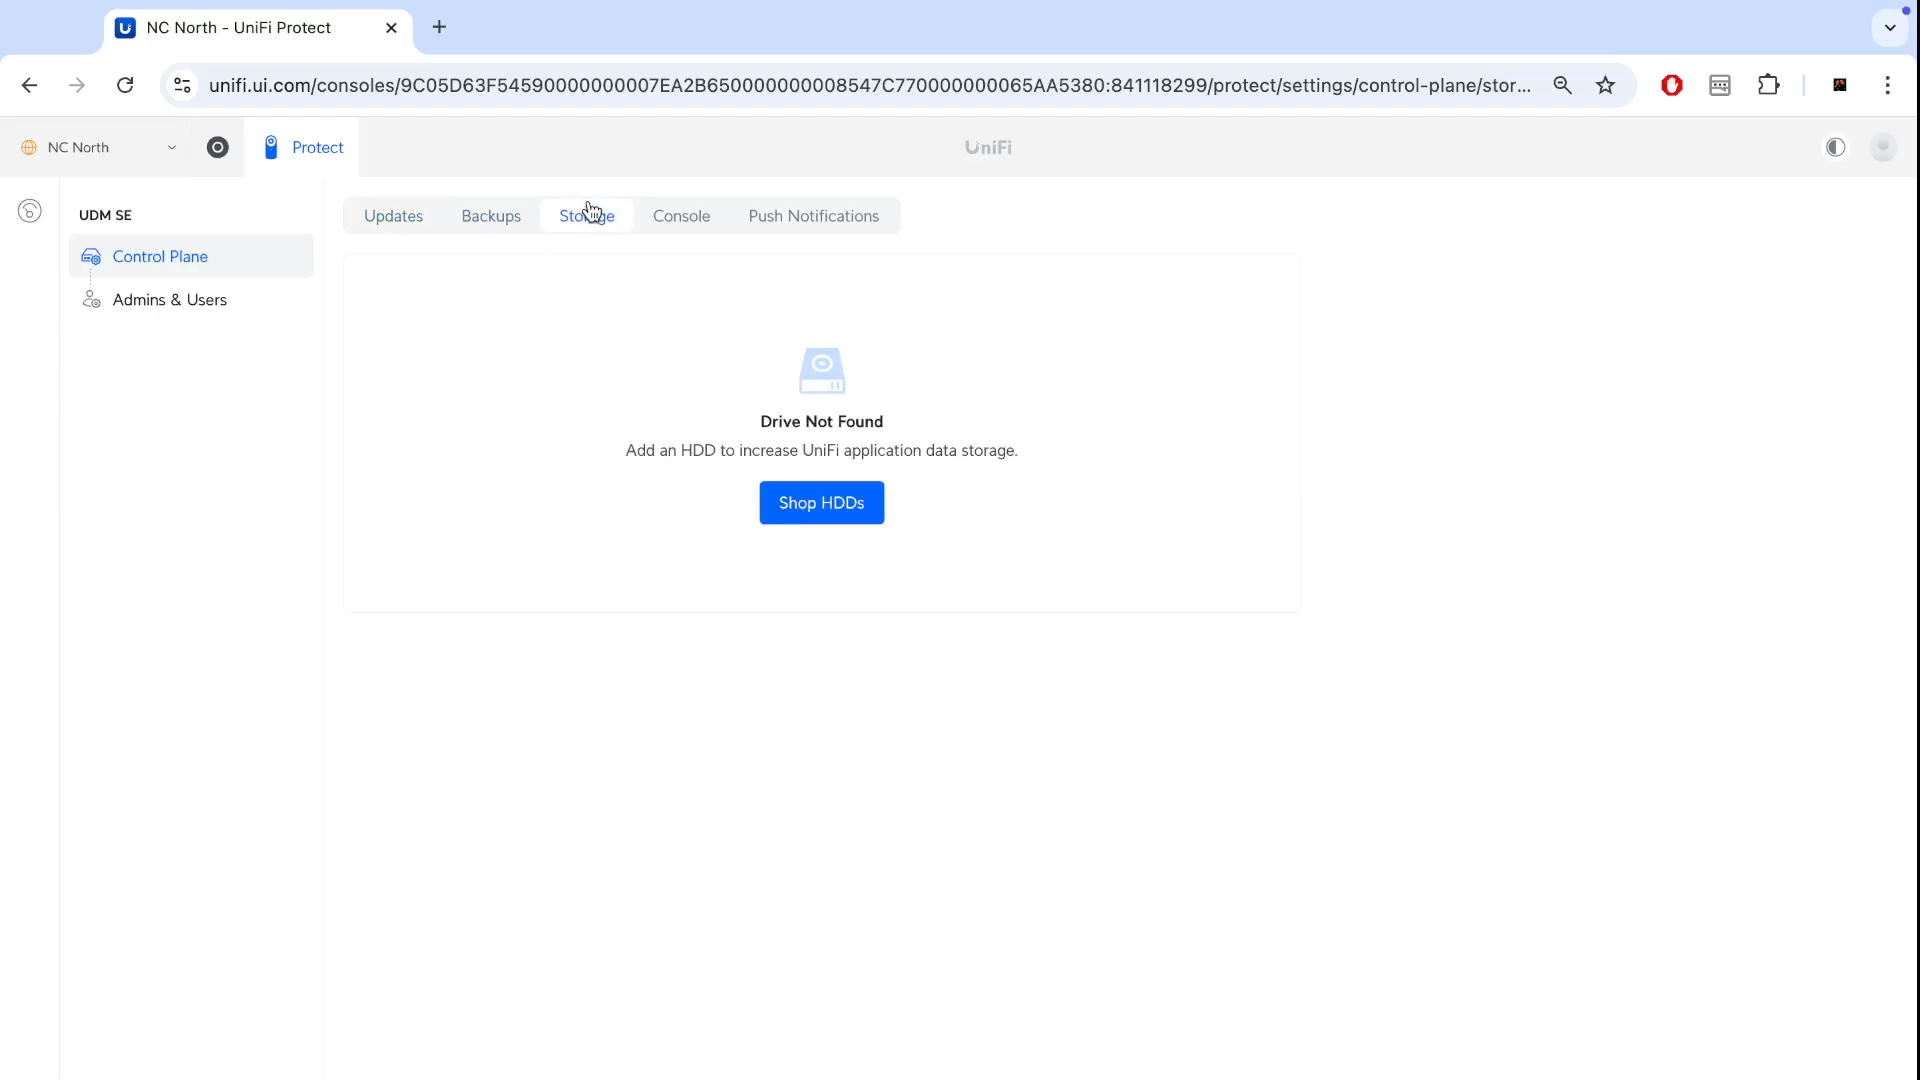 NC North - UniFi Protect
unifi.ui.com/consoles/9C05D63F54590000000007EA2B650000000008547C770000000065AA5380:841118299/protect/settings/control-plane/stor...
NC North
Protect
UniFi
UDM SE
Updates
Backups
Storage
Console
Push Notifications
Control Plane
Admins & Users
Drive Not Found
Add an HDD to increase UniFi application data storage.
Shop HDDs